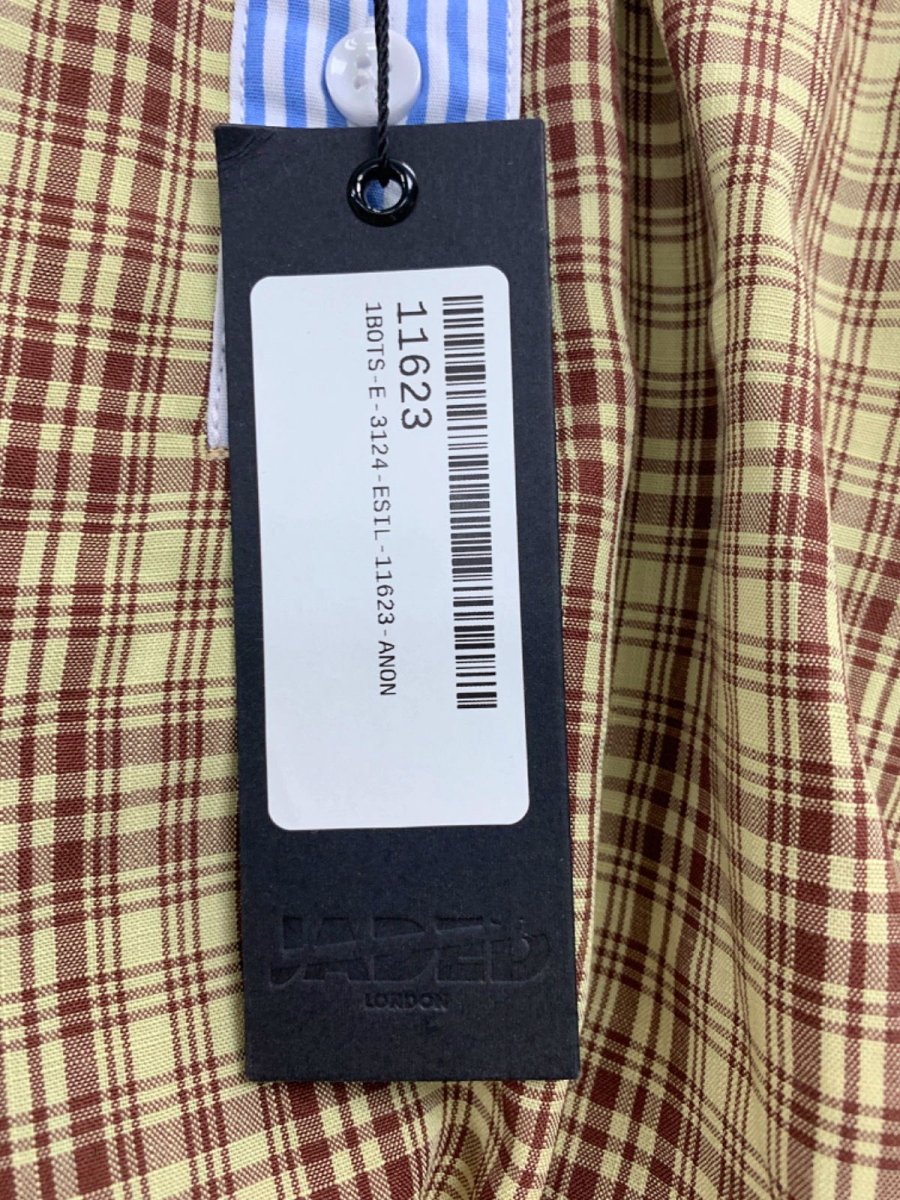 11623
1BOTS-E-3124-ESIL-11623-ANON
JADED
LONDON